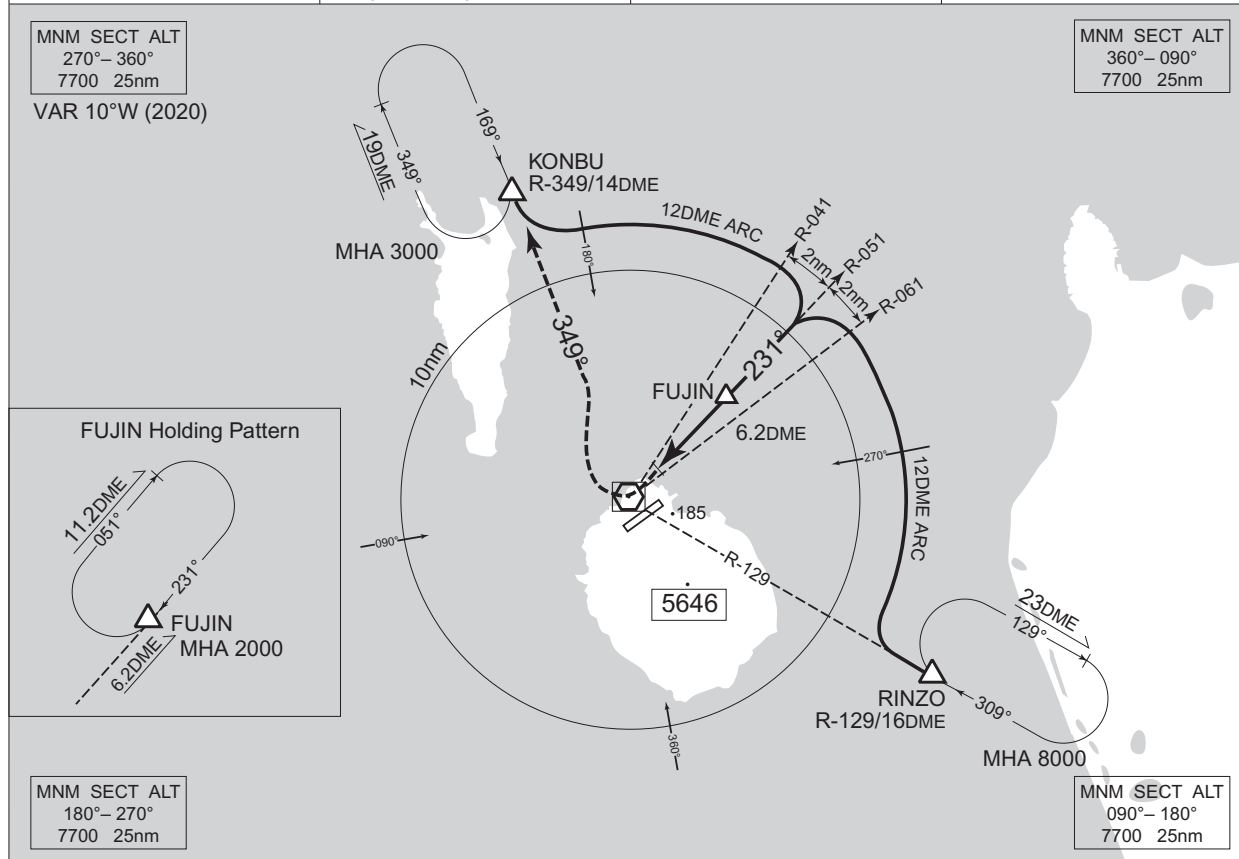 MNM SECT ALT
270°– 360°
7700 25nm
VAR 10°W (2020)
MNM SECT ALT
360°– 090°
7700 25nm
169°
349°
19DME
KONBU
R-349/14DME
MHA 3000
12DME ARC
180°
R-041
2nm
R-051
2nm
R-061
349°
10nm
231°
FUJIN
6.2DME
270°
12DME ARC
090°
185
R-129
5646
360°
23DME
129°
RINZO
R-129/16DME
309°
MHA 8000
FUJIN Holding Pattern
11.2DME
051°
231°
FUJIN
MHA 2000
6.2DME
MNM SECT ALT
180°– 270°
7700 25nm
MNM SECT ALT
090°– 180°
7700 25nm